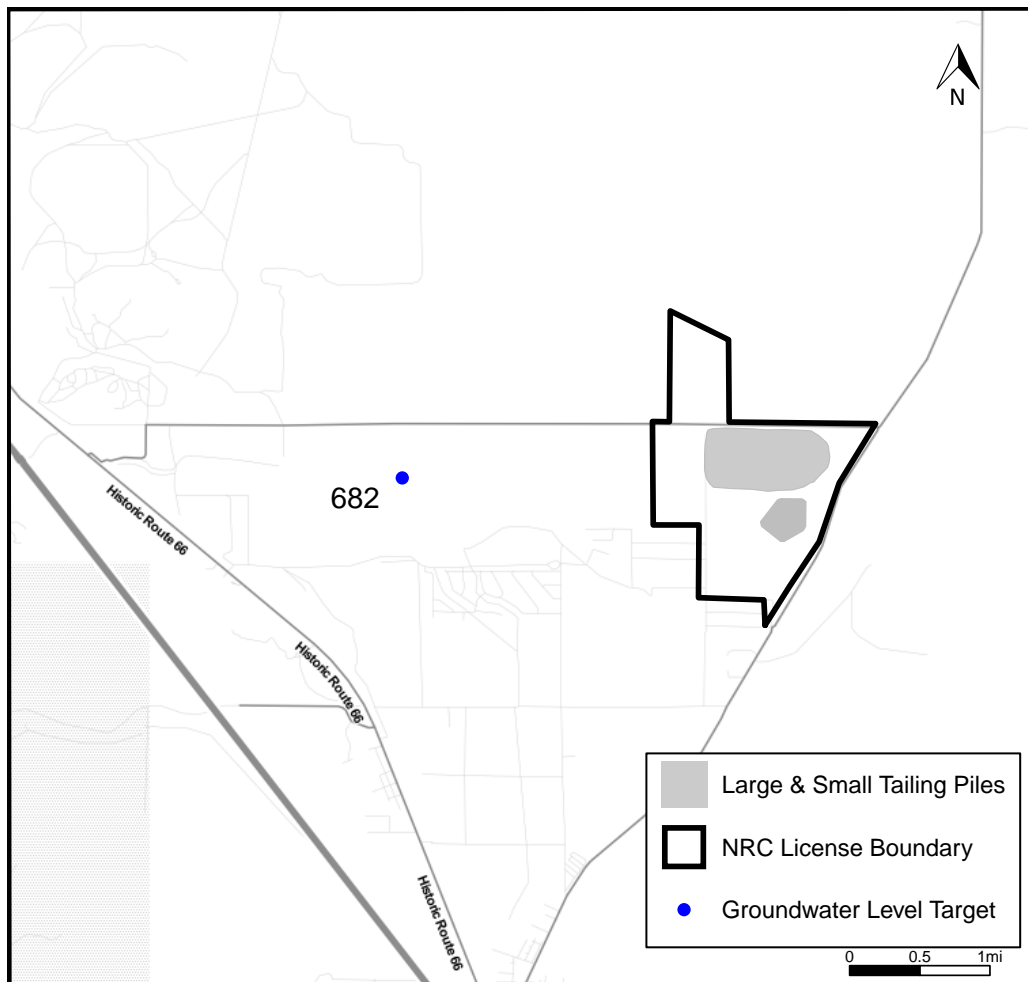 N
682
Historic Route 66
Historic Route 66
Historic Route 66
Large & Small Tailing Piles
NRC License Boundary
Groundwater Level Target
0 0.5 1mi